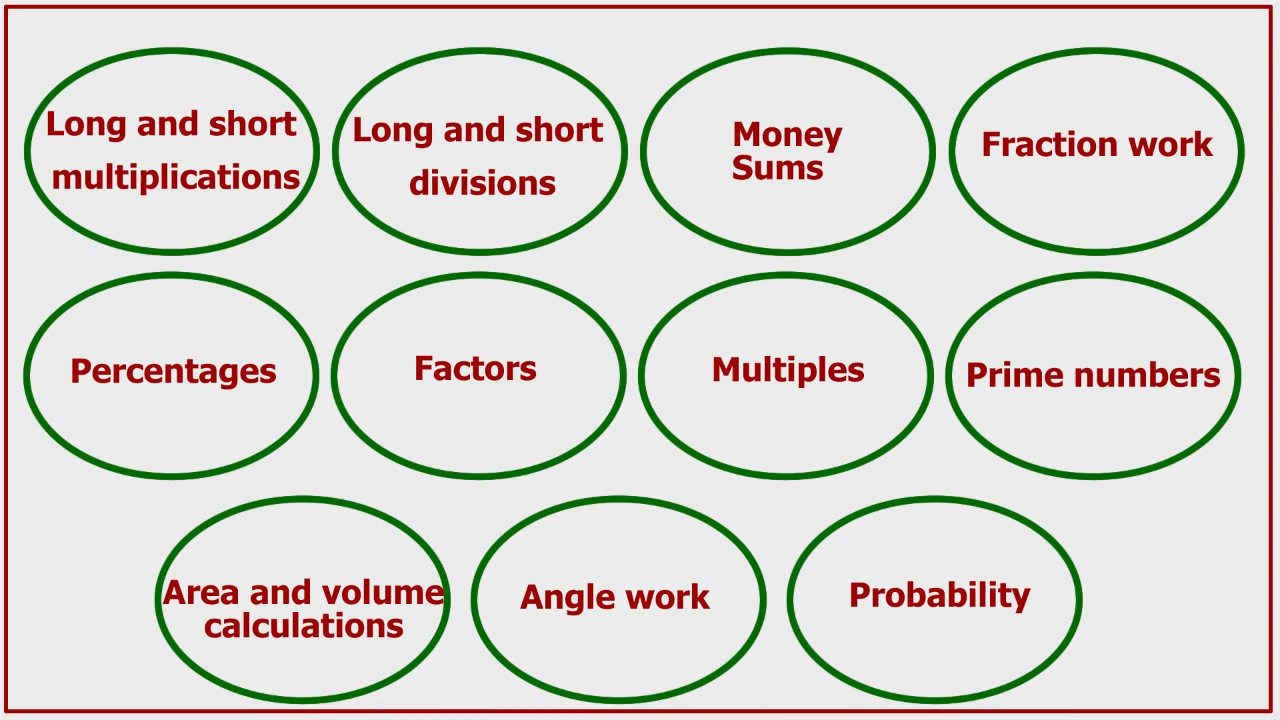 Long and short
multiplications
Long and short
divisions
Money
Sums
Fraction work
Percentages
Factors
Multiples
Prime numbers
Area and volume
calculations
Angle work
Probability